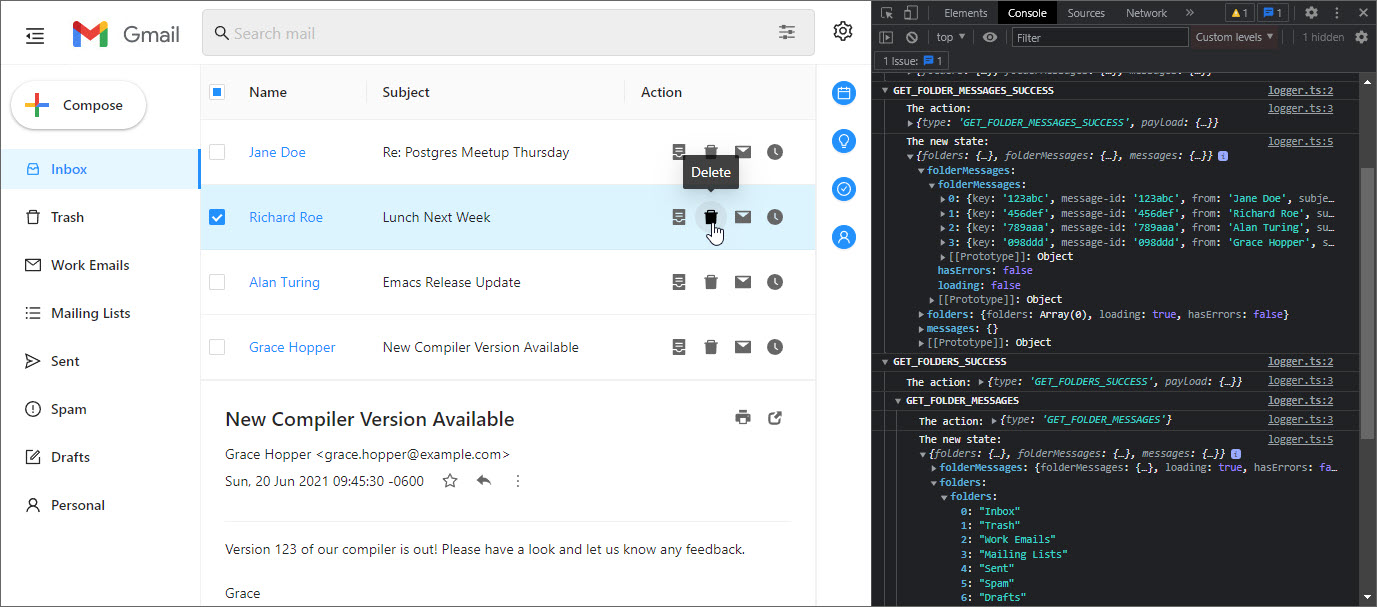 Gmail
Search mail
Compose
Inbox
Trash
Work Emails
Mailing Lists
Sent
Spam
Drafts
Personal
Name Subject Action
Jane Doe Re: Postgres Meetup Thursday
Delete
Richard Roe Lunch Next Week
Alan Turing Emacs Release Update
Grace Hopper New Compiler Version Available
New Compiler Version Available
Grace Hopper <grace.hopper@example.com>
Sun, 20 Jun 2021 09:45:30 -0600
Version 123 of our compiler is out! Please have a look and let us know any feedback.
Grace
Elements Console Sources Network » 1 1
top Filter Custom levels 1 hidden
1 Issue: 1
GET_FOLDER_MESSAGES_SUCCESS logger.ts:2
The action: logger.ts:3
{type: 'GET_FOLDER_MESSAGES_SUCCESS', payLoad: {…}}
The new state: logger.ts:5
{folders: {…}, folderMessages: {…}, messages: {…}} i
folderMessages:
folderMessages:
0: {key: '123abc', message-id: '123abc', from: 'Jane Doe', subje…
1: {key: '456def', message-id: '456def', from: 'Richard Roe', su…
2: {key: '789aaa', message-id: '789aaa', from: 'Alan Turing', su…
3: {key: '098ddd', message-id: '098ddd', from: 'Grace Hopper', s…
[[Prototype]]: Object
hasErrors: false
loading: false
[[Prototype]]: Object
folders: {folders: Array(0), loading: true, hasErrors: false}
messages: {}
[[Prototype]]: Object
GET_FOLDERS_SUCCESS logger.ts:2
The action: {type: 'GET_FOLDERS_SUCCESS', payLoad: {…}} logger.ts:3
GET_FOLDER_MESSAGES logger.ts:2
The action: {type: 'GET_FOLDER_MESSAGES'} logger.ts:3
The new state: logger.ts:5
{folders: {…}, folderMessages: {…}, messages: {…}} i
folderMessages: {folderMessages: {…}, loading: true, hasErrors: fa…
folders:
folders:
0: "Inbox"
1: "Trash"
2: "Work Emails"
3: "Mailing Lists"
4: "Sent"
5: "Spam"
6: "Drafts"